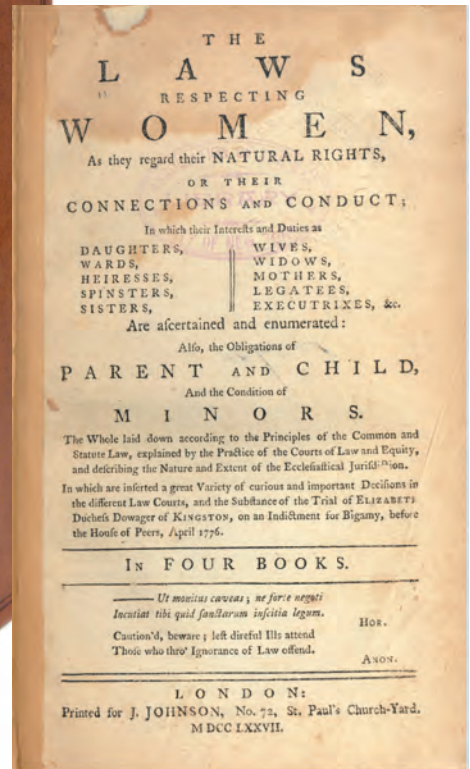 THE
LAWS
RESPECTING
WOMEN,
As they regard their NATURAL RIGHTS,
OR THEIR
CONNECTIONS AND CONDUCT;
In which their Interests and Duties as
DAUGHTERS, WIVES,
WARDS, WIDOWS,
HEIRESSES, MOTHERS,
SPINSTERS, LEGATEES,
SISTERS, EXECUTRIXES, &c.
Are ascertained and enumerated:
Also, the Obligations of
PARENT AND CHILD,
And the Condition of
MINORS.
The Whole laid down according to the Principles of the Common and
Statute Law, explained by the Practice of the Courts of Law and Equity,
and describing the Nature and Extent of the Ecclesiastical Jurisdiction.
In which are inserted a great Variety of curious and important Decisions in
the different Law Courts, and the Substance of the Trial of ELIZABETH
Duchess Dowager of KINGSTON, on an Indictment for Bigamy, before
the House of Peers, April 1776.
IN FOUR BOOKS.
——— Ut monitus caveas; ne forte negoti
Incutiat tibi quid sanctarum inscitia legum.
HOR.
Caution'd, beware; lest direful Ills attend
Those who thro' Ignorance of Law offend.
ANON.
LONDON:
Printed for J. JOHNSON, No. 72, St. Paul's Church-Yard.
M DCC LXXVII.